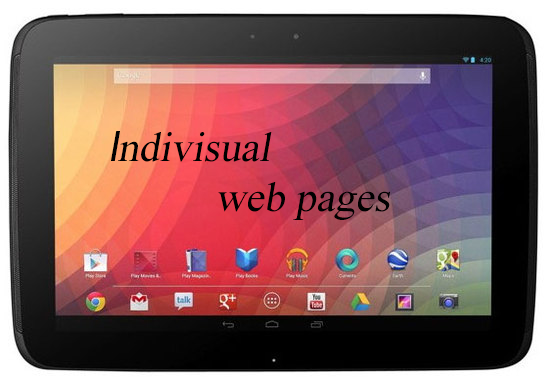 4:20
Google
Indivisual
web pages
Play Store Play Movies & Play Magazin.. Play Books Play Music Currents Earth Maps
talk g+ You Tube